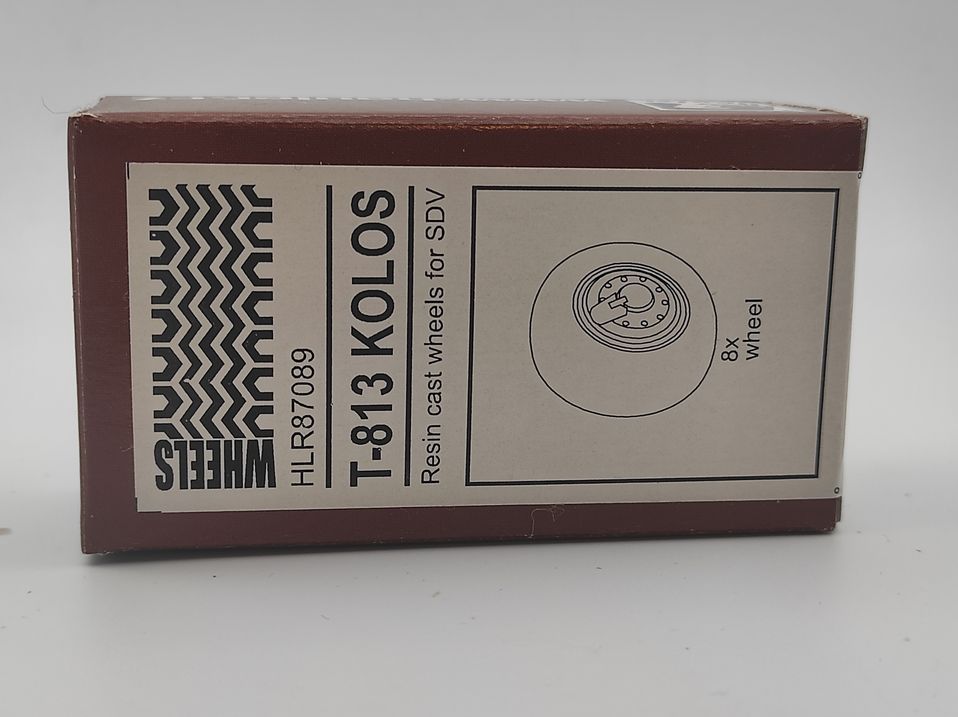 WHEELS
HLR87089
T-813 KOLOS
Resin cast wheels for SDV
8x
wheel